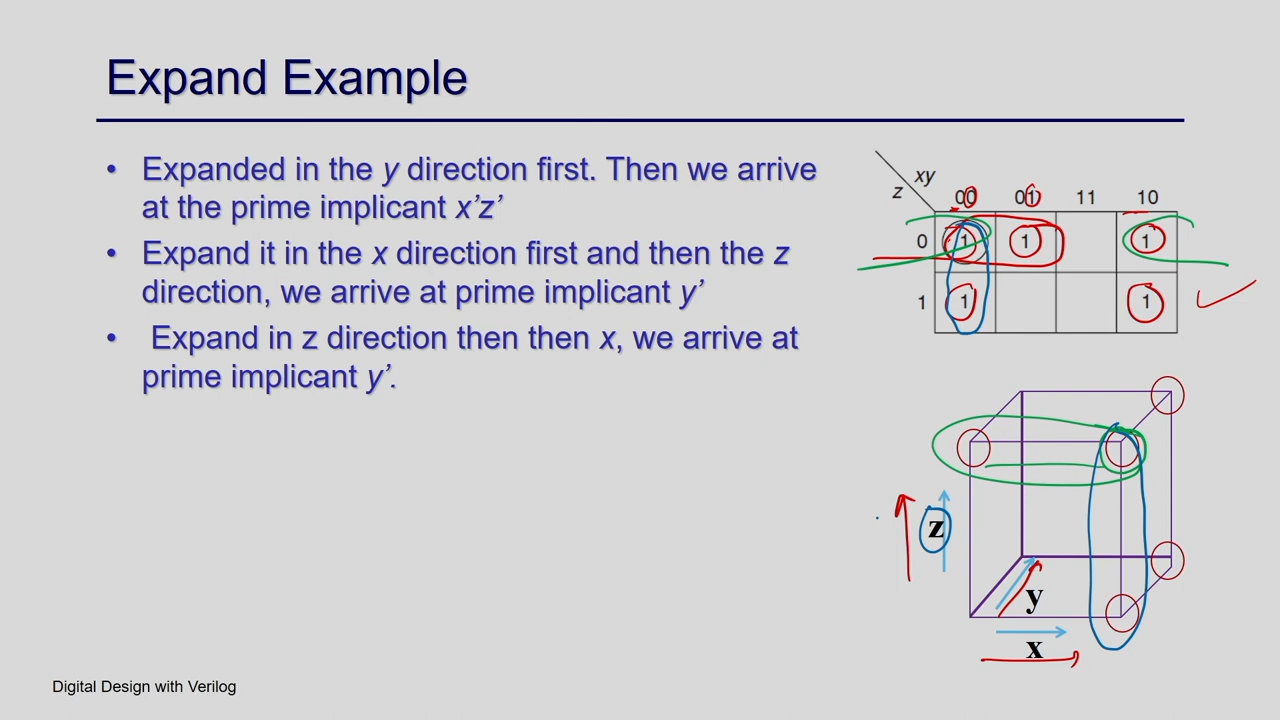 Expand Example
• Expanded in the y direction first. Then we arrive
at the prime implicant x’z’
• Expand it in the x direction first and then the z
direction, we arrive at prime implicant y’
• Expand in z direction then then x, we arrive at
prime implicant y’.
xy
z
00 01 11 10
0 1 1 1
1 1 1
z
y
x
Digital Design with Verilog